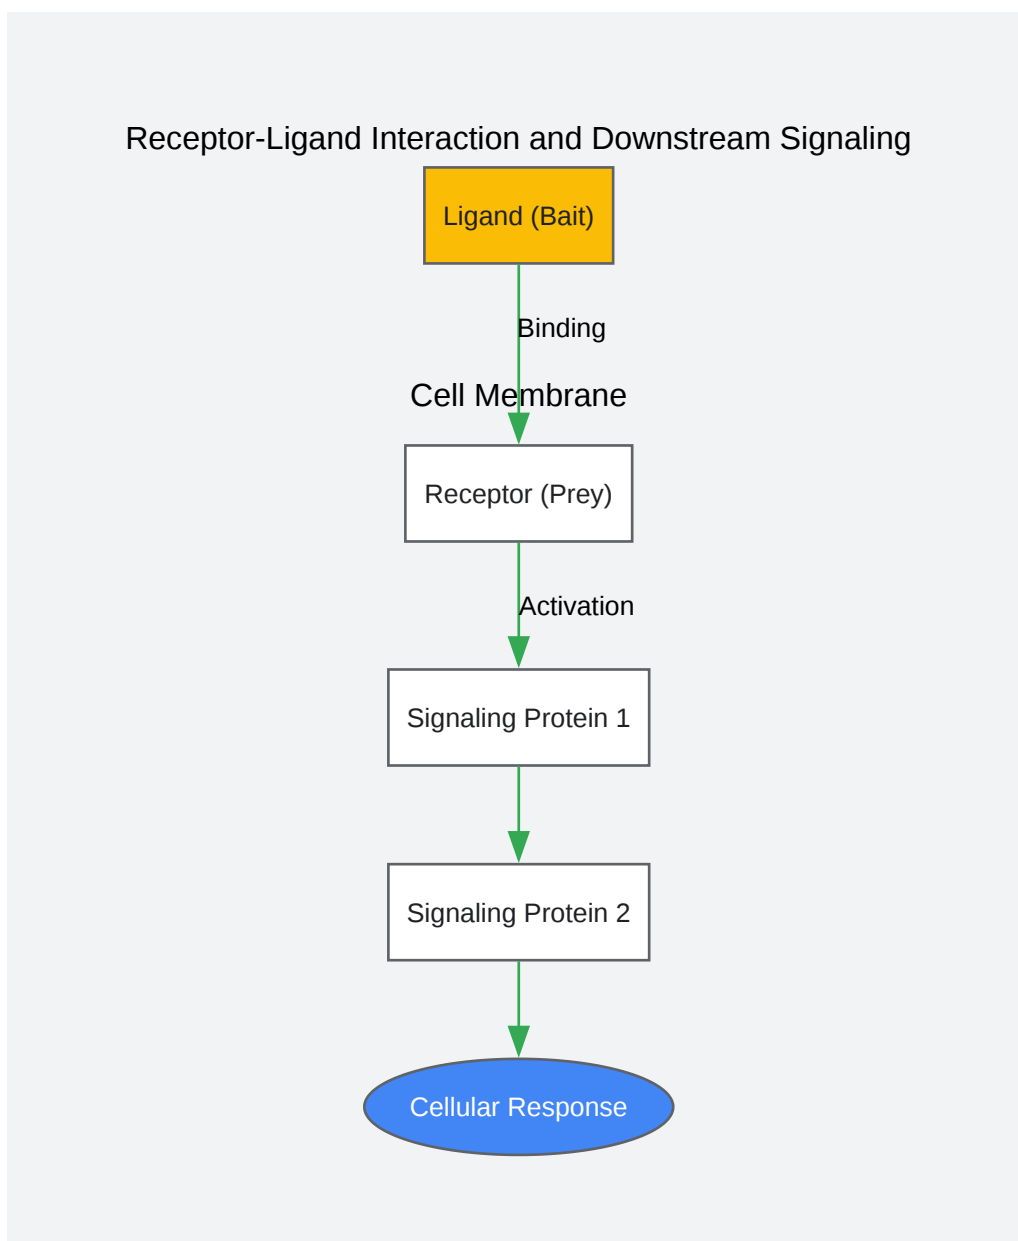 Receptor-Ligand Interaction and Downstream Signaling
Ligand (Bait)
Binding
Cell Membrane
Receptor (Prey)
Activation
Signaling Protein 1
Signaling Protein 2
Cellular Response